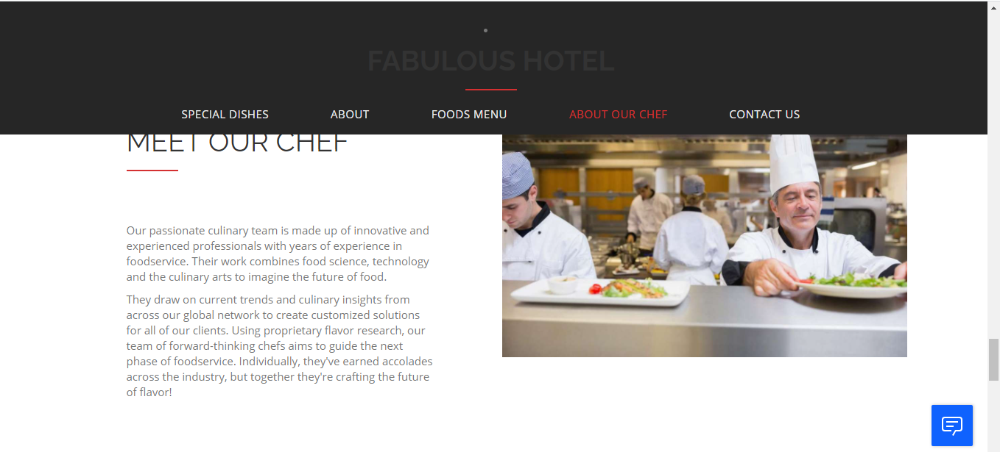 FABULOUS HOTEL
SPECIAL DISHES ABOUT FOODS MENU ABOUT OUR CHEF CONTACT US
MEET OUR CHEF
Our passionate culinary team is made up of innovative and
experienced professionals with years of experience in
foodservice. Their work combines food science, technology
and the culinary arts to imagine the future of food.
They draw on current trends and culinary insights from
across our global network to create customized solutions
for all of our clients. Using proprietary flavor research, our
team of forward-thinking chefs aims to guide the next
phase of foodservice. Individually, they've earned accolades
across the industry, but together they're crafting the future
of flavor!